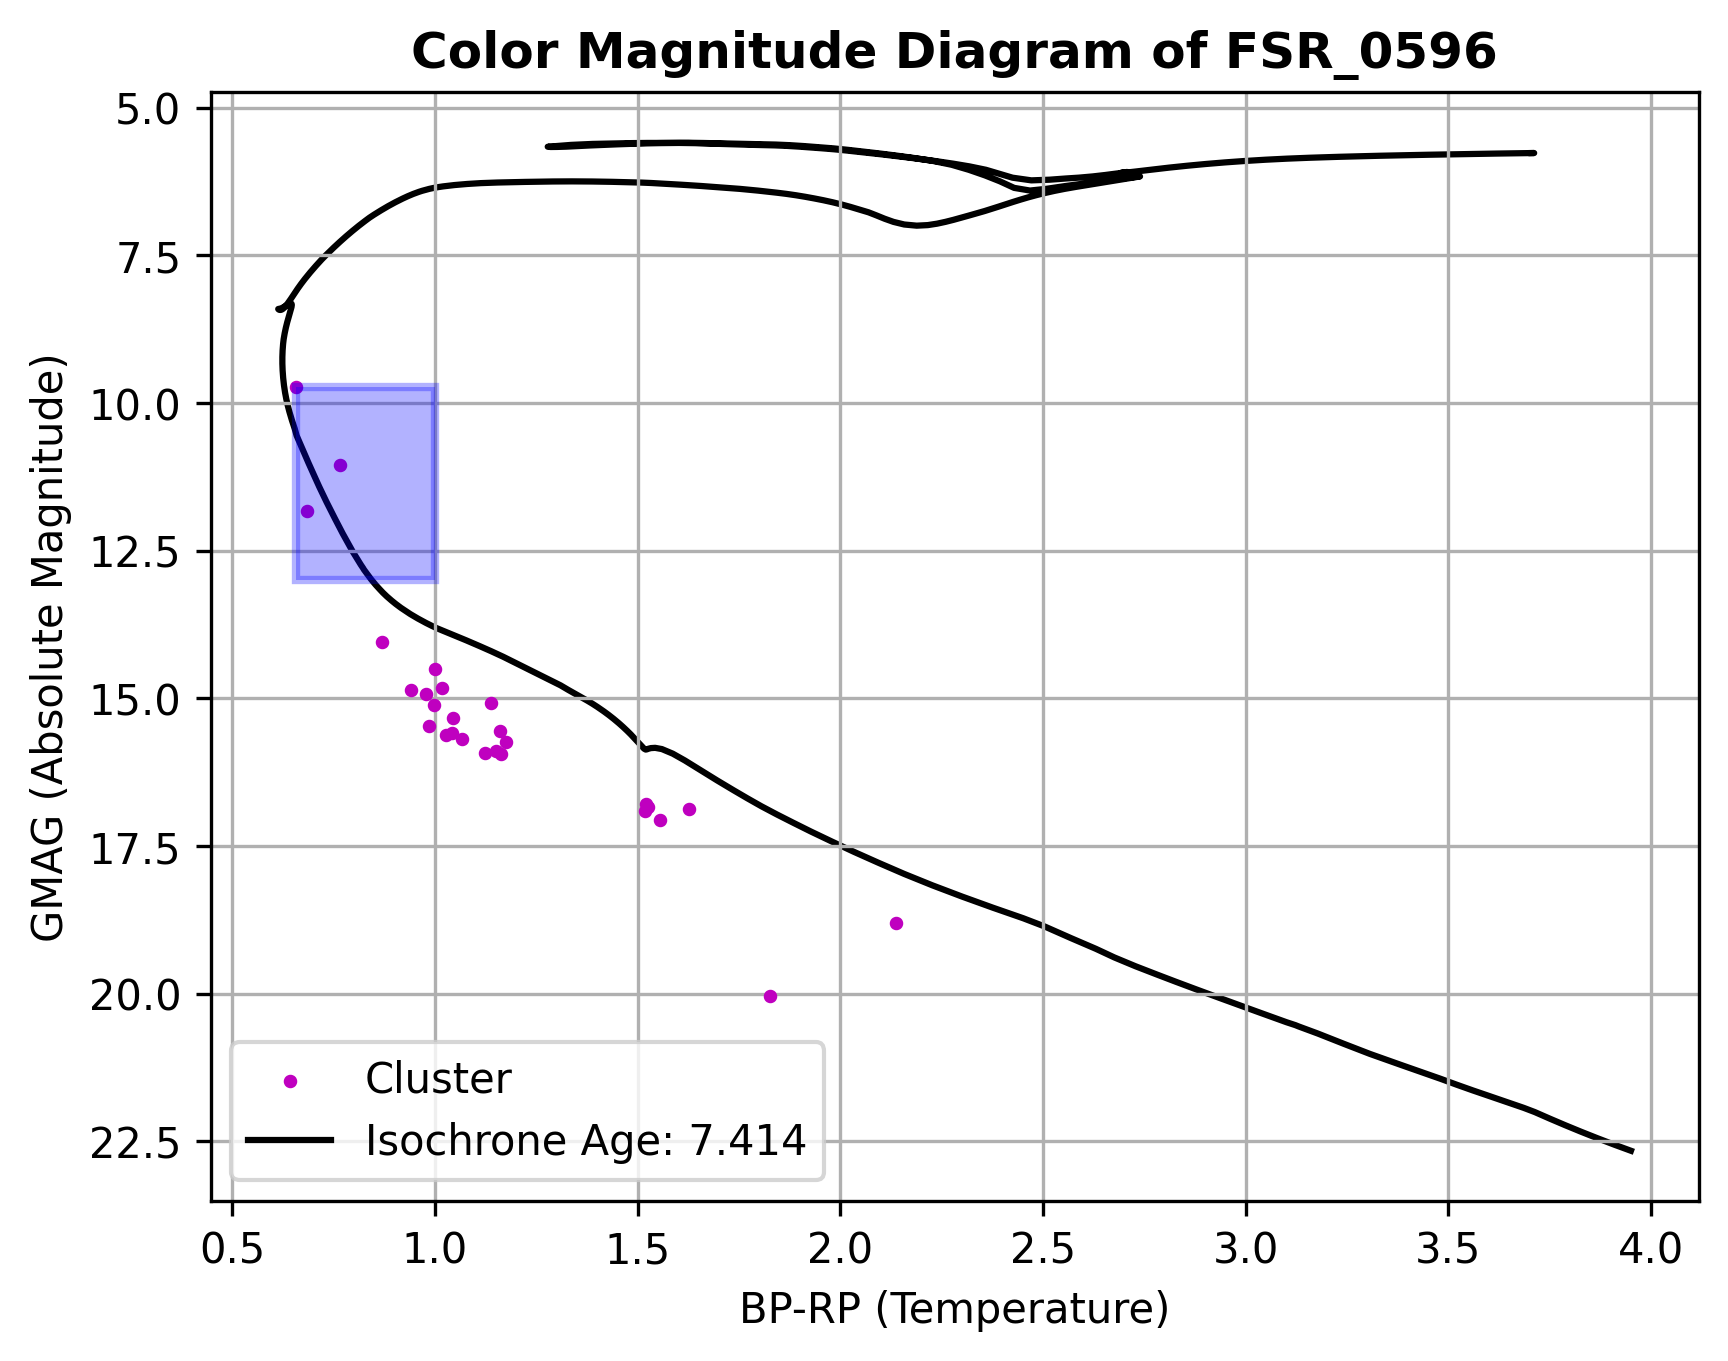 Color Magnitude Diagram of FSR_0596
GMAG (Absolute Magnitude)
5.0
7.5
10.0
12.5
15.0
17.5
20.0
22.5
Cluster
Isochrone Age: 7.414
0.5 1.0 1.5 2.0 2.5 3.0 3.5 4.0
BP-RP (Temperature)